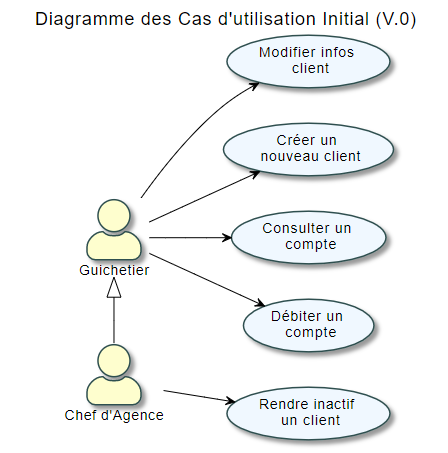 Diagramme des Cas d'utilisation Initial (V.0)
Modifier infos
client
Créer un
nouveau client
Consulter un
compte
Guichetier
Débiter un
compte
Chef d'Agence
Rendre inactif
un client